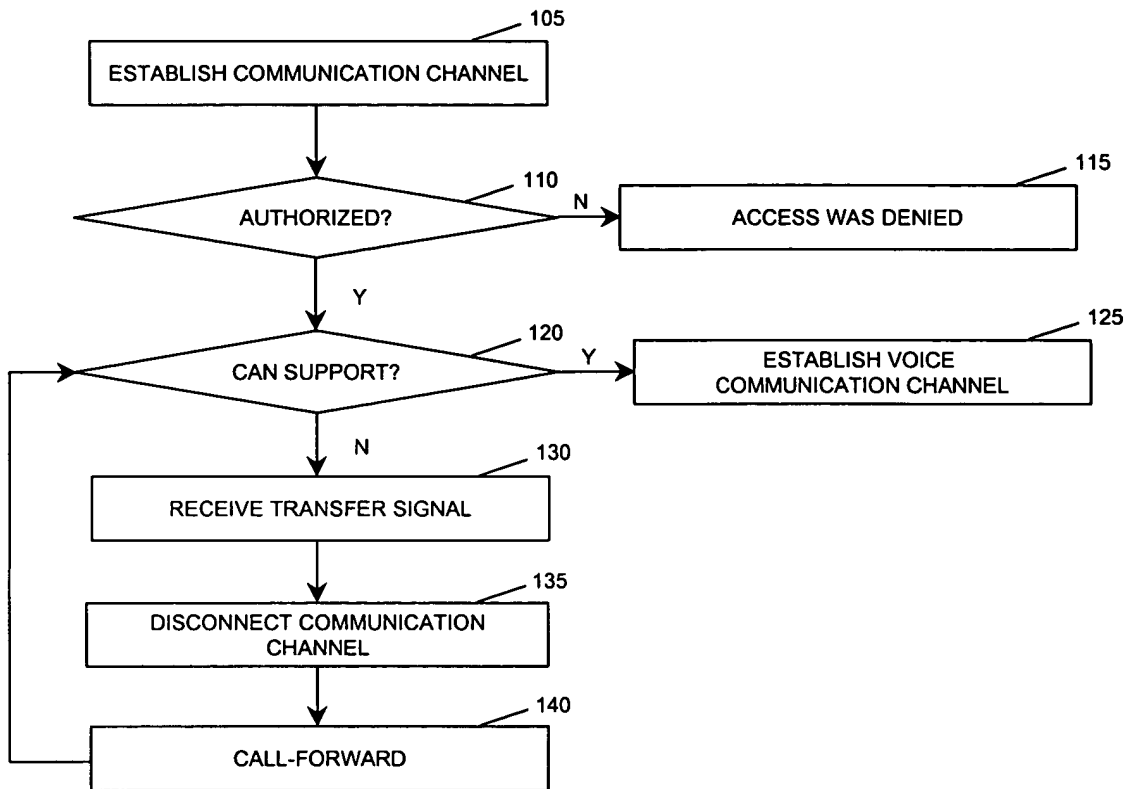 105
ESTABLISH COMMUNICATION CHANNEL
110
AUTHORIZED?
N
115
ACCESS WAS DENIED
Y
120
CAN SUPPORT?
Y
125
ESTABLISH VOICE
COMMUNICATION CHANNEL
N
130
RECEIVE TRANSFER SIGNAL
135
DISCONNECT COMMUNICATION
CHANNEL
140
CALL-FORWARD